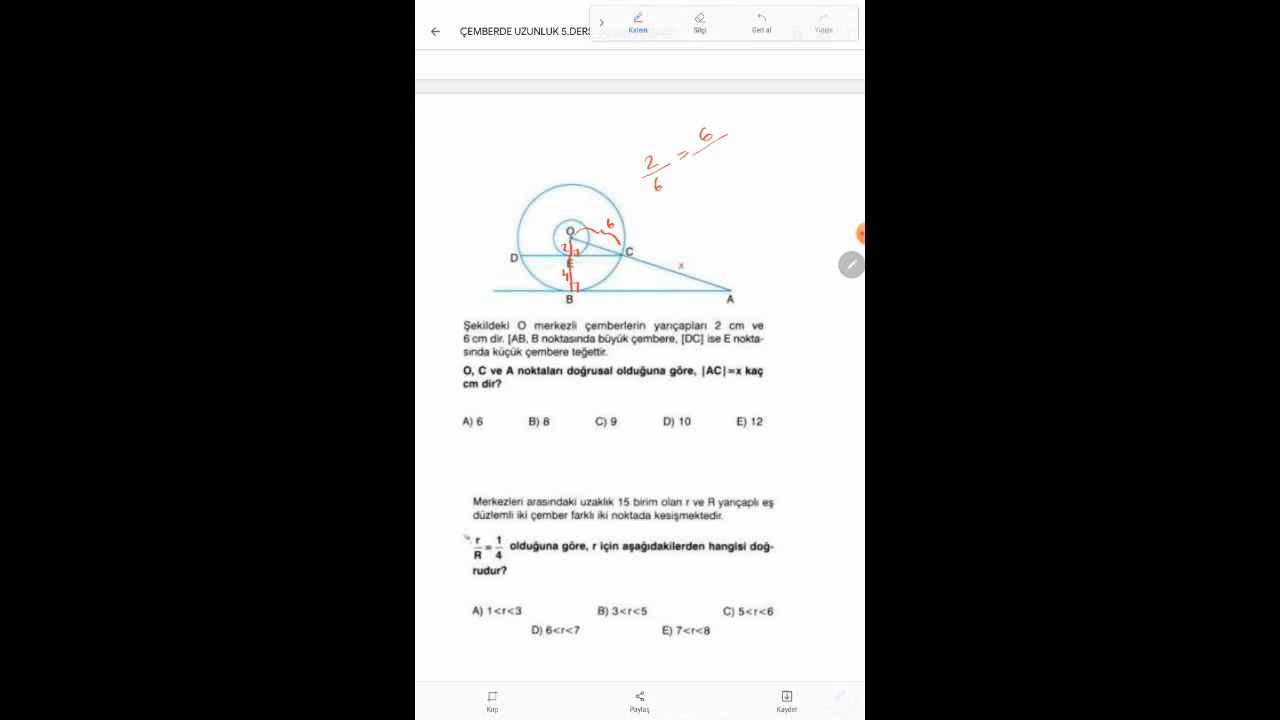 ÇEMBERDE UZUNLUK 5.DERS
Kalem
Silgi
Geri al
Yinele
6
2 =
6
O
6
2
D
E
C
4
x
B
A
Şekildeki O merkezli çemberlerin yarıçapları 2 cm ve
6 cm dir. [AB, B noktasında büyük çembere, [DC] ise E nokta-
sında küçük çembere teğettir.
O, C ve A noktaları doğrusal olduğuna göre, |AC|=x kaç
cm dir?
A) 6 B) 8 C) 9 D) 10 E) 12
Merkezleri arasındaki uzaklık 15 birim olan r ve R yarıçaplı eş
düzlemli iki çember farklı iki noktada kesişmektedir.
r/R = 1/4 olduğuna göre, r için aşağıdakilerden hangisi doğ-
rudur?
A) 1<r<3 B) 3<r<5 C) 5<r<6
D) 6<r<7 E) 7<r<8
Kırp
Paylaş
Kaydet